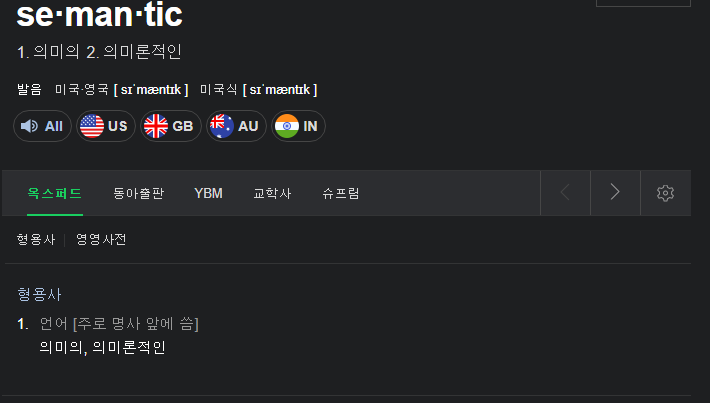 se·man·tic
1. 의미의 2. 의미론적인
발음 미국·영국 [ sɪˈmæntɪk ] 미국식 [ sɪˈmæntɪk ]
All US GB AU IN
옥스퍼드 동아출판 YBM 교학사 슈프림
형용사 영영사전
형용사
1. 언어 [주로 명사 앞에 씀]
의미의, 의미론적인